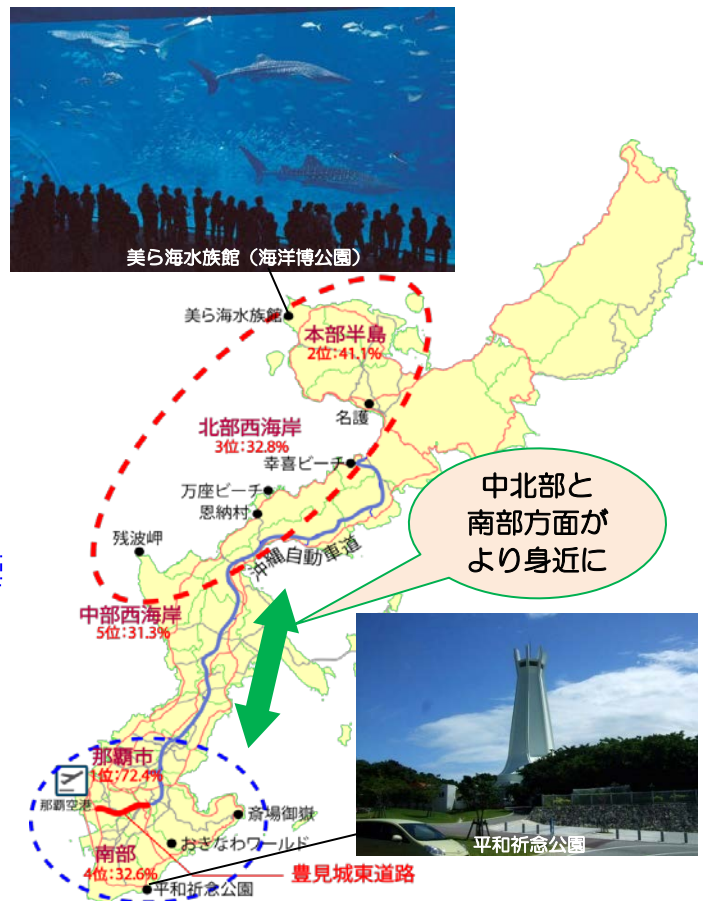 美ら海水族館（海洋博公園）
美ら海水族館
本部半島
2位:41.1%
名護
北部西海岸
3位:32.8%
幸喜ビーチ
万座ビーチ
恩納村
残波岬
中北部と
南部方面が
より身近に
沖縄自動車道
中部西海岸
5位:31.3%
那覇市
1位:72.4%
那覇空港
斎場御嶽
おきなわワールド
南部
4位:32.6%
豊見城東道路
平和祈念公園
平和祈念公園